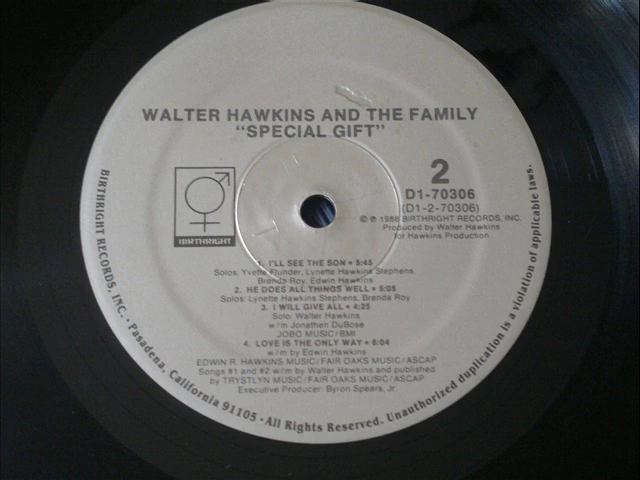 WALTER HAWKINS AND THE FAMILY
"SPECIAL GIFT"
2
D1-70306
(D1-2-70306)
© ℗ 1988 BIRTHRIGHT RECORDS, INC.
Produced by Walter Hawkins
for Hawkins Production
BIRTHRIGHT
1. I'LL SEE THE SON • 5:45
Solos: Yvette Flunder, Lynette Hawkins Stephens,
Brenda Roy, Edwin Hawkins
2. HE DOES ALL THINGS WELL • 5:05
Solos: Lynette Hawkins Stephens, Brenda Roy
3. I WILL GIVE ALL • 4:25
Solo: Walter Hawkins
w/m Jonathen DuBose
JOBO MUSIC/BMI
4. LOVE IS THE ONLY WAY • 6:04
w/m by Edwin Hawkins
EDWIN R. HAWKINS MUSIC/FAIR OAKS MUSIC/ASCAP
Songs #1 and #2 w/m by Walter Hawkins and published
by TRYSTLYN MUSIC/FAIR OAKS MUSIC/ASCAP
Executive Producer: Byron Spears, Jr.
BIRTHRIGHT RECORDS, INC. • Pasadena, California 91105 • All Rights Reserved. Unauthorized duplication is a violation of applicable laws.